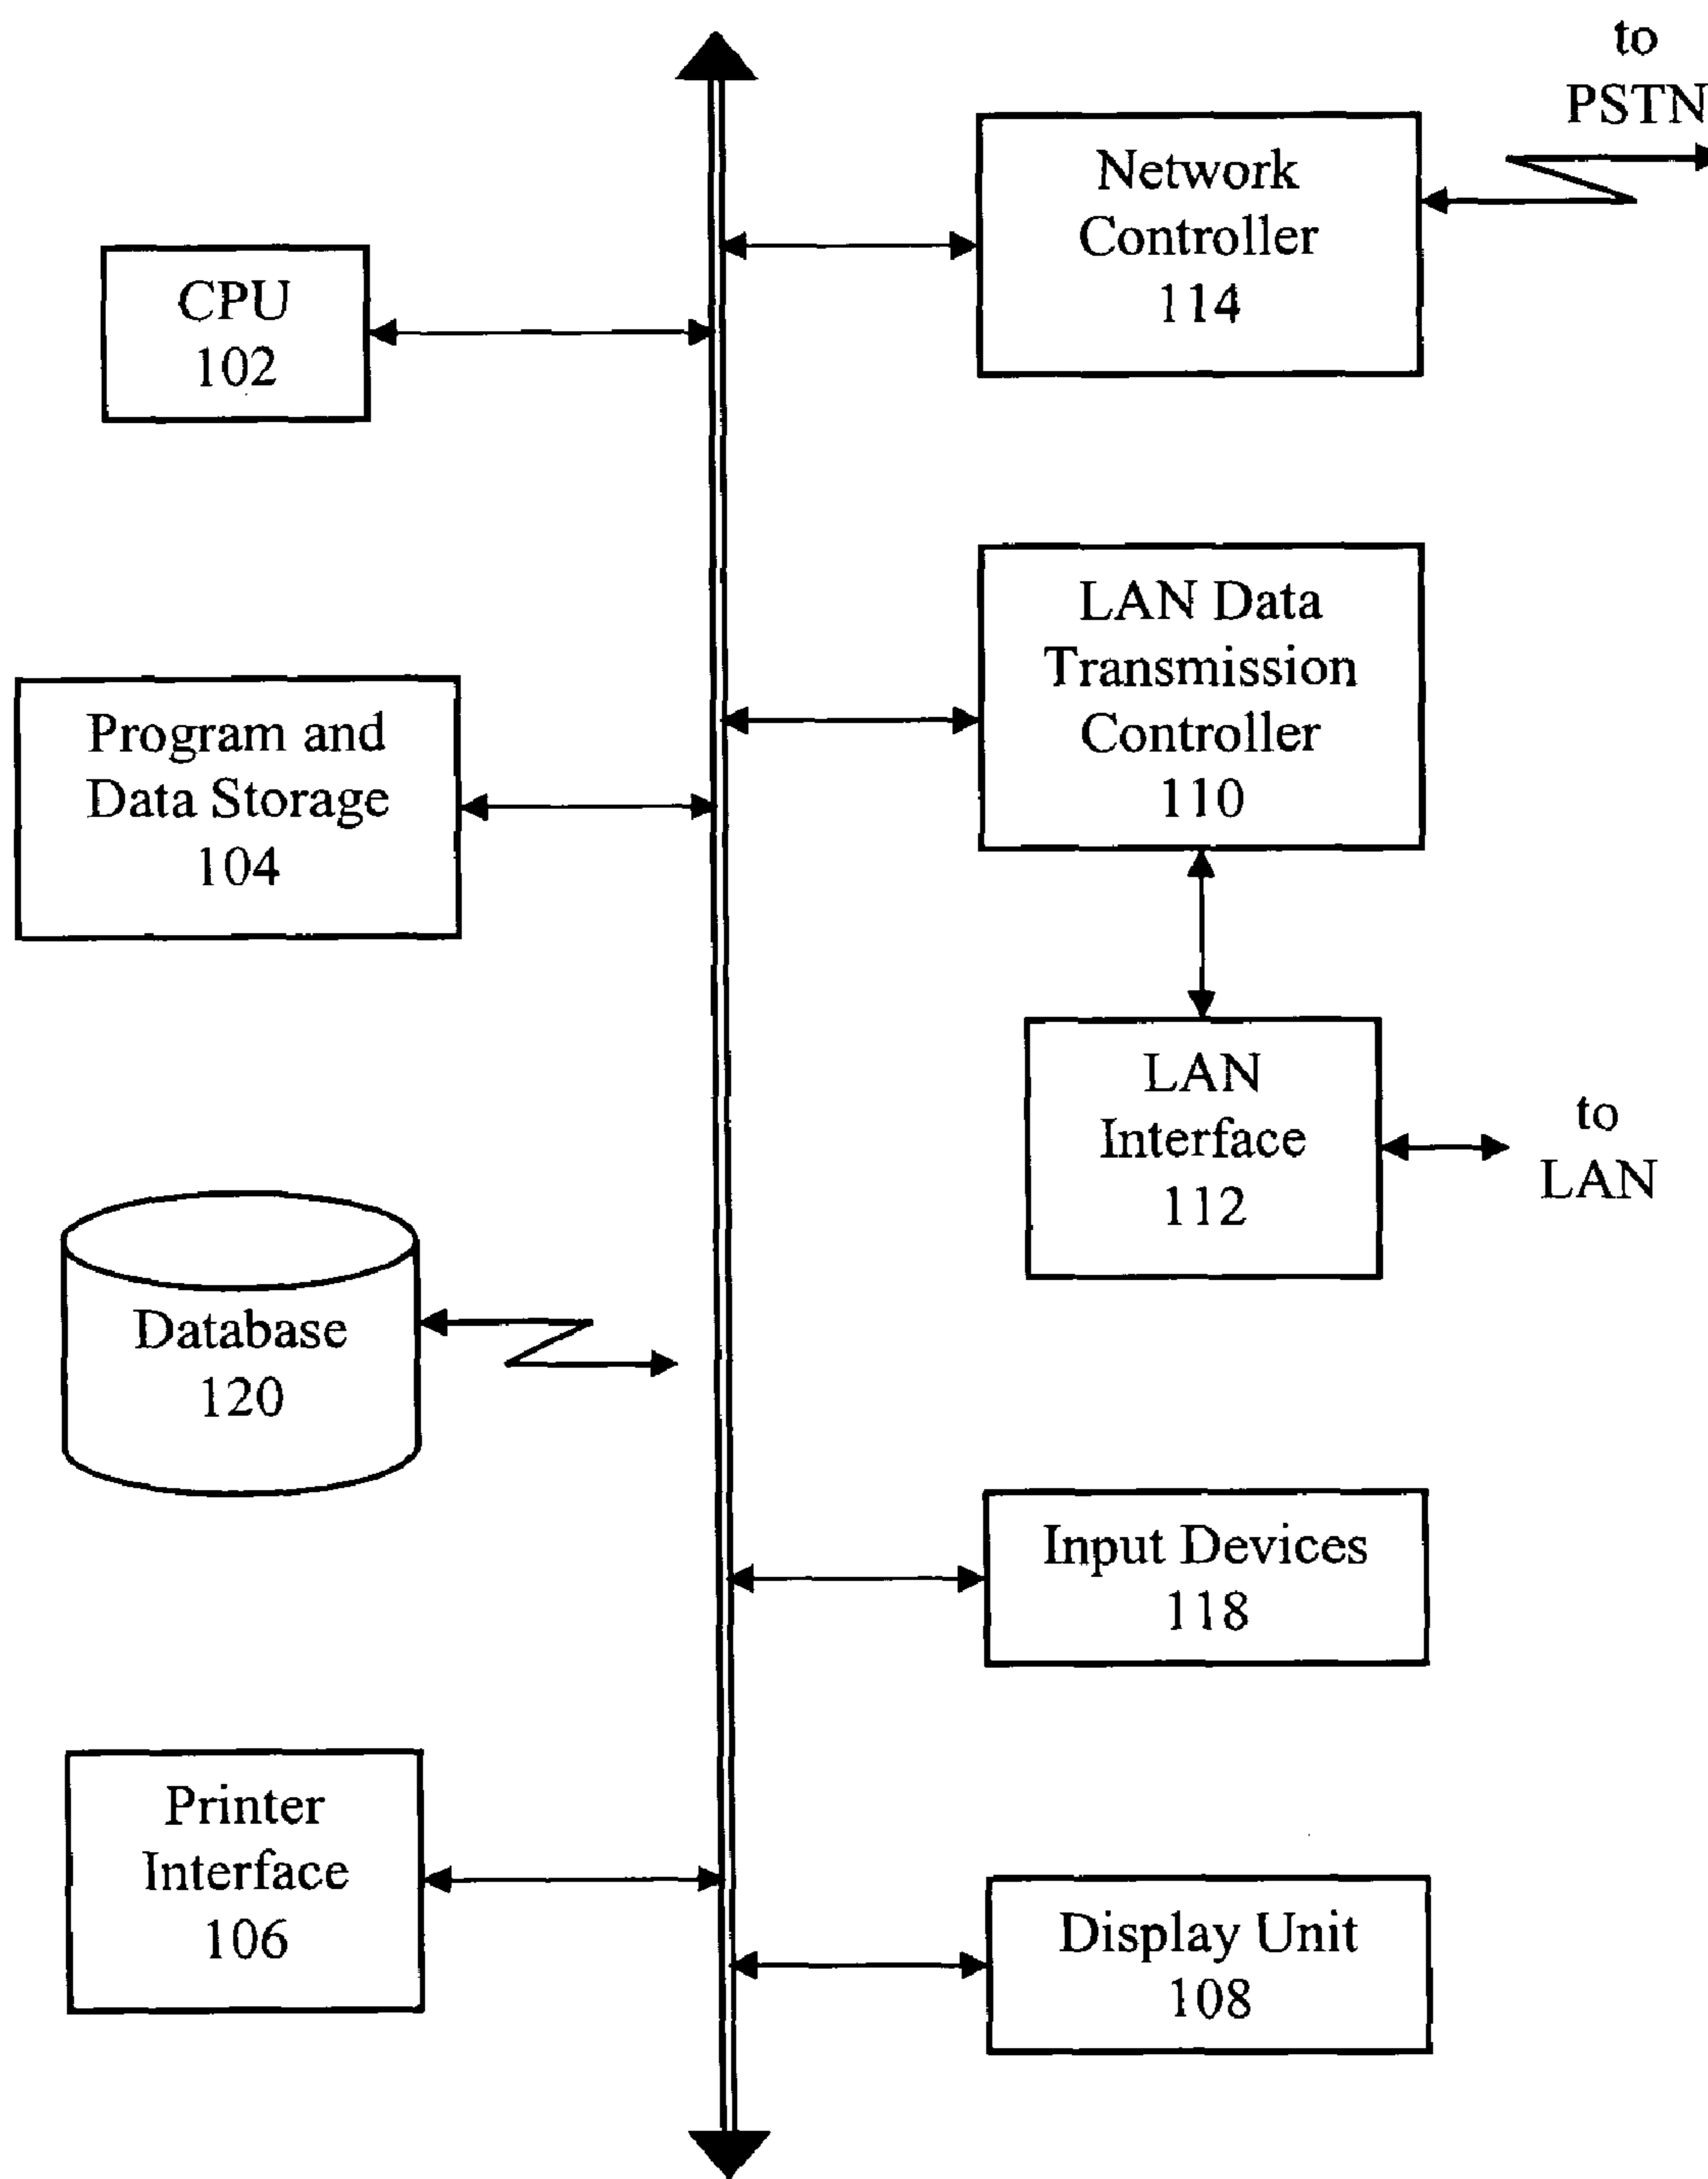 to
PSTN
Network
Controller
114
CPU
102
LAN Data
Transmission
Controller
110
Program and
Data Storage
104
LAN
Interface
112
to
LAN
Database
120
Input Devices
118
Printer
Interface
106
Display Unit
108